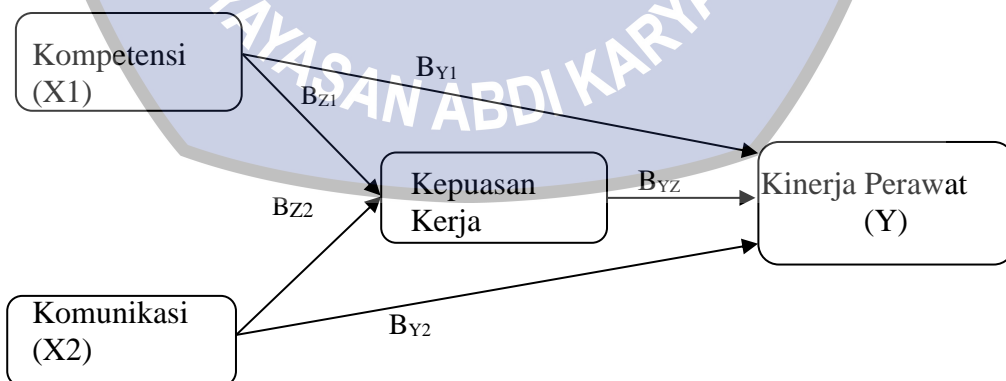 YAYASAN ABDI KARYA
Kompetensi
(X1)
BY1
BZ1
Kepuasan
Kerja
BYZ
Kinerja Perawat
(Y)
BZ2
Komunikasi
(X2)
BY2